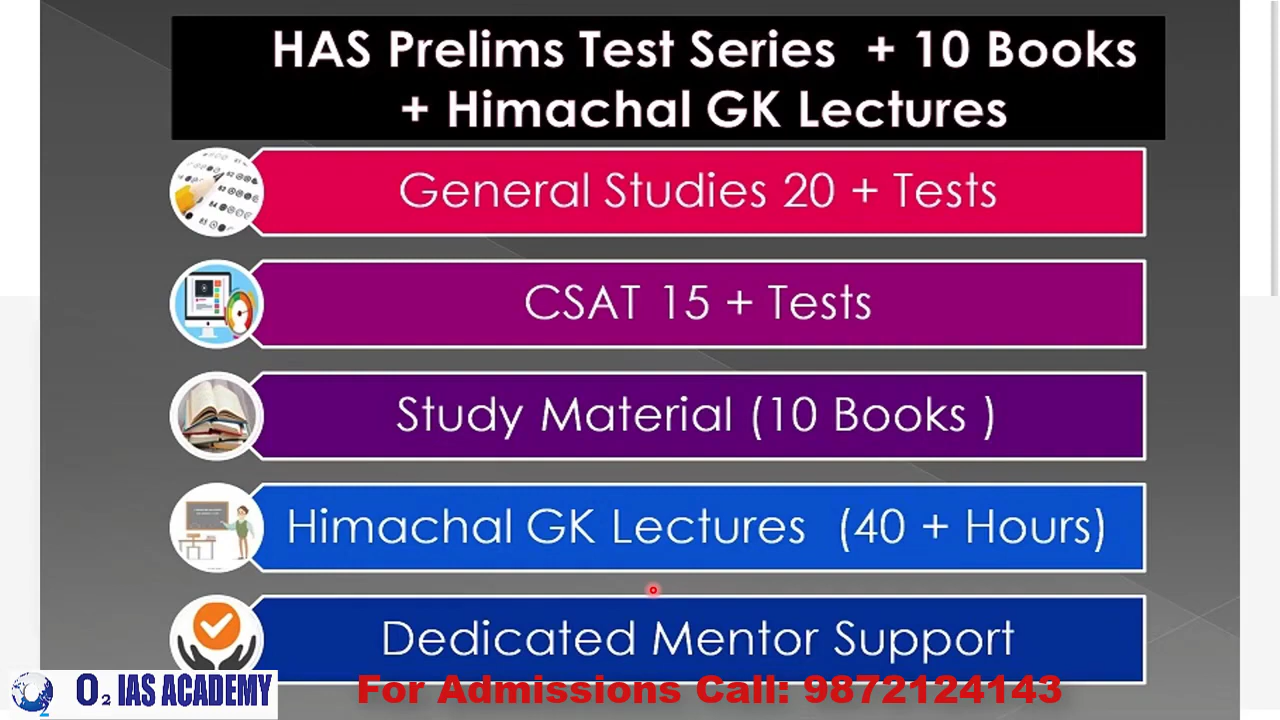 HAS Prelims Test Series + 10 Books
+ Himachal GK Lectures
General Studies 20 + Tests
CSAT 15 + Tests
Study Material (10 Books )
Himachal GK Lectures (40 + Hours)
Dedicated Mentor Support
O₂ IAS ACADEMY
For Admissions Call: 9872124143